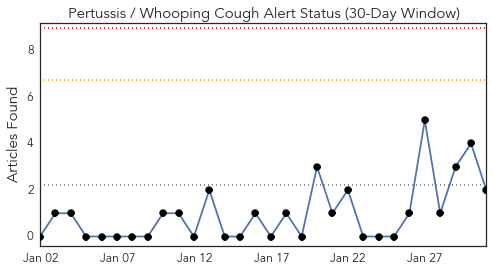 Pertussis / Whooping Cough Alert Status (30-Day Window)
Articles Found
8
6
4
2
0
Jan 02 Jan 07 Jan 12 Jan 17 Jan 22 Jan 27